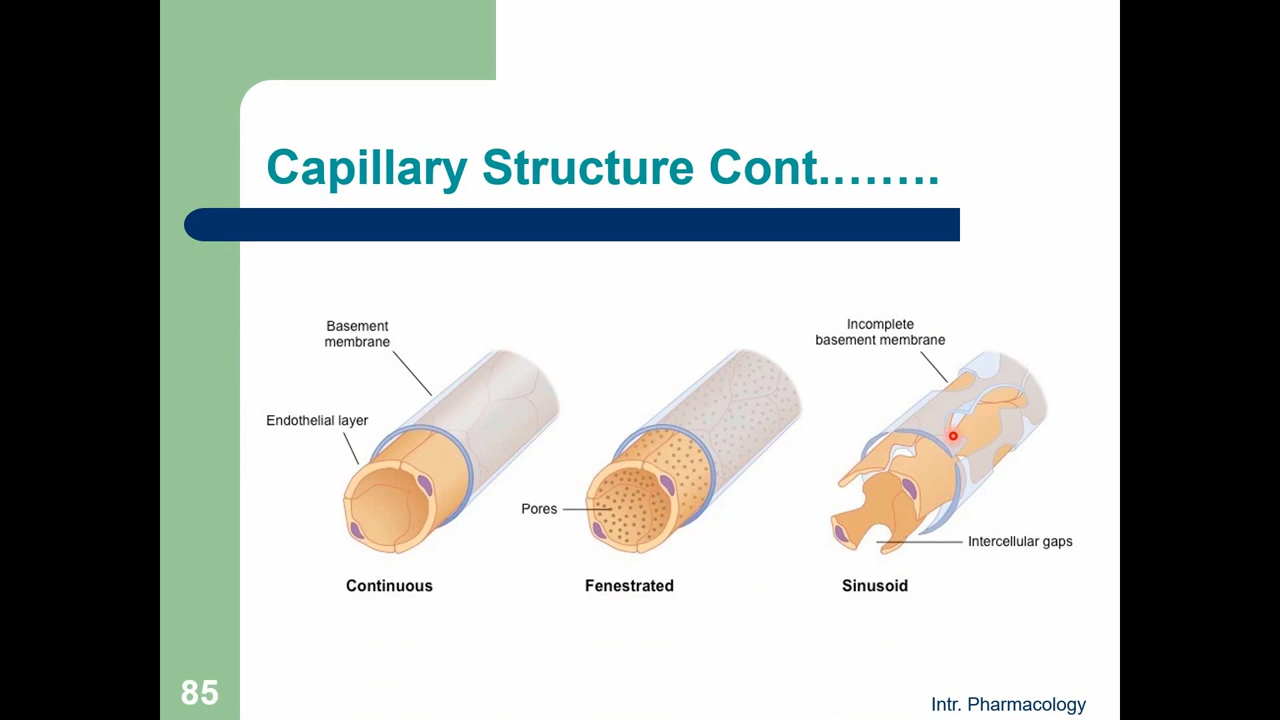 Capillary Structure Cont........
Basement
membrane
Incomplete
basement membrane
Endothelial layer
Pores
Intercellular gaps
Continuous
Fenestrated
Sinusoid
85
Intr. Pharmacology